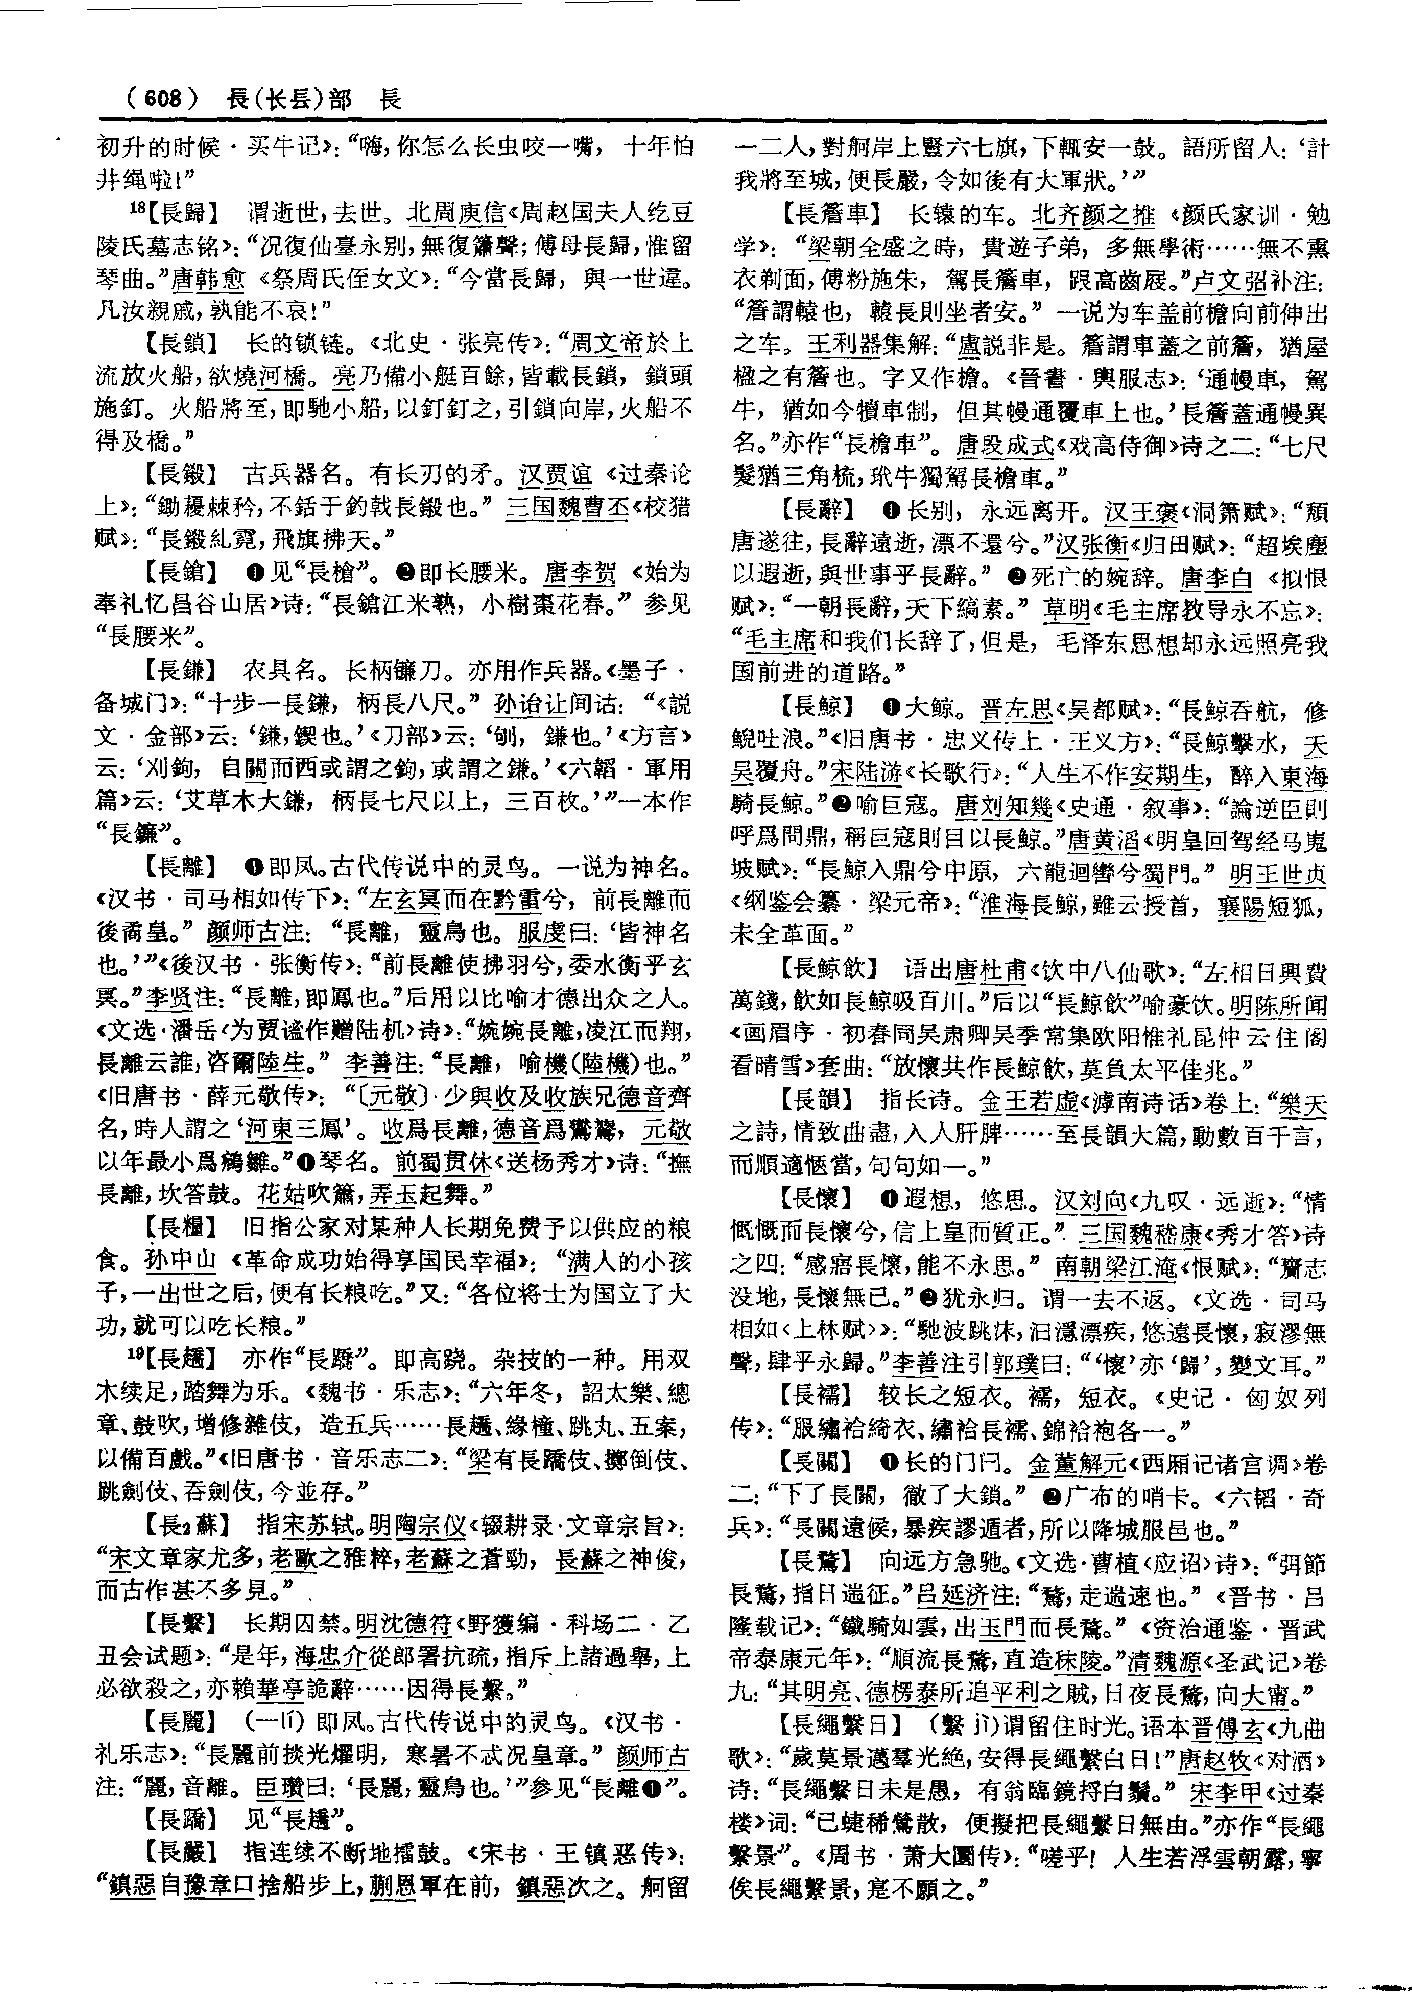 （608） 長（长镸）部 長
初升的时候·买牛记》：“嗨，你怎么长虫咬一嘴，十年怕
井绳啦！”
18【長歸】 谓逝世，去世。北周庾信《周赵国夫人纥豆
陵氏墓志铭》：“况復仙臺永别，無復簫聲；傅母長歸，惟留
琴曲。”唐韩愈《祭周氏侄女文》：“今當長歸，與一世違。
凡汝親戚，孰能不哀！”
【長鎖】 长的锁链。《北史·张亮传》：“周文帝於上
流放火船，欲燒河橋。亮乃備小艇百餘，皆載長鎖，鎖頭
施釘。火船將至，即馳小船，以釘釘之，引鎖向岸，火船不
得及橋。”
【長鎩】 古兵器名。有长刃的矛。汉贾谊《过秦论
上》：“鋤櫌棘矜，不銛于鈎戟長鎩也。”三国魏曹丕《校猎
赋》：“長鎩糺霓，飛旗拂天。”
【長鎗】 ❶见“長槍”。❷即长腰米。唐李贺《始为
奉礼忆昌谷山居》诗：“長鎗江米熟，小樹棗花春。”参见
“長腰米”。
【長鎌】 农具名。长柄镰刀。亦用作兵器。《墨子·
备城门》：“十步一長鎌，柄長八尺。”孙诒让间诂：“《説
文·金部》云：‘鎌，鍥也。’《刀部》云：‘刨，鎌也。’《方言》
云：‘刈鉤，自關而西或謂之鉤，或謂之鎌。’《六韜·軍用
篇》云：‘艾草木大鎌，柄長七尺以上，三百枚。’”一本作
“長鐮”。
【長離】 ❶即凤。古代传说中的灵鸟。一说为神名。
《汉书·司马相如传下》：“左玄冥而右黔雷兮，前長離而
後矞皇。”颜师古注：“長離，靈鳥也。服虔曰：‘皆神名
也。’”《後汉书·张衡传》：“前長離使拂羽兮，委水衡乎玄
冥。”李贤注：“長離，即鳳也。”后用以比喻才德出众之人。
《文选·潘岳〈为贾谧作赠陆机〉诗》：“婉婉長離，凌江而翔，
長離云誰，咨爾陸生。”李善注：“長離，喻機（陸機）也。”
《旧唐书·薛元敬传》：“〔元敬〕少與收及收族兄德音齊
名，時人謂之‘河東三鳳’。收爲長離，德音爲鸑鷟，元敬
以年最小爲鵷雛。”❶琴名。前蜀贯休《送杨秀才》诗：“撫
長離，坎答鼓。花姑吹簫，弄玉起舞。”
【長糧】 旧指公家对某种人长期免费予以供应的粮
食。孙中山《革命成功始得享国民幸福》：“满人的小孩
子，一出世之后，便有长粮吃。”又：“各位将士为国立了大
功，就可以吃长粮。”
19【長趫】 亦作“長蹻”。即高跷。杂技的一种。用双
木续足，踏舞为乐。《魏书·乐志》：“六年冬，詔太樂、總
章、鼓吹，增修雜伎，造五兵……長趫、緣橦、跳丸、五案，
以備百戲。”《旧唐书·音乐志二》：“梁有長蹻伎、擲倒伎、
跳劍伎、吞劍伎，今並存。”
【長2蘇】 指宋苏轼。明陶宗仪《辍耕录·文章宗旨》：
“宋文章家尤多，老歐之雅粹，老蘇之蒼勁，長蘇之神俊，
而古作甚不多見。”
【長繫】 长期囚禁。明沈德符《野獲编·科场二·乙
丑会试题》：“是年，海忠介從郎署抗疏，指斥上諸過舉，上
必欲殺之，亦賴華亭詭辭……因得長繫。”
【長麗】 （—lí）即凤。古代传说中的灵鸟。《汉书·
礼乐志》：“長麗前掞光燿明，寒暑不忒况皇章。”颜师古
注：“麗，音離。臣瓚曰：‘長麗，靈鳥也。’”参见“長離❶”。
【長蹻】 见“長趫”。
【長嚴】 指连续不断地擂鼓。《宋书·王镇恶传》：
“鎮惡自豫章口捨船步上，蒯恩軍在前，鎮惡次之。舸留
一二人，對舸岸上豎六七旗，下輒安一鼓。語所留人：‘計
我將至城，便長嚴，令如後有大軍狀。’”
【長簷車】 长辕的车。北齐颜之推《颜氏家训·勉
学》：“梁朝全盛之時，貴遊子弟，多無學術……無不熏
衣剃面，傅粉施朱，駕長簷車，跟高齒屐。”卢文弨补注：
“簷謂轅也，轅長則坐者安。”一说为车盖前檐向前伸出
之车。王利器集解：“盧説非是。簷謂車蓋之前簷，猶屋
楹之有簷也。字又作檐。《晉書·輿服志》：‘通幰車，駕
牛，猶如今犢車制，但其幰通覆車上也。’長簷蓋通幰異
名。”亦作“長檐車”。唐段成式《戏高侍御》诗之二：“七尺
髮猶三角梳，玳牛獨駕長檐車。”
【長辭】 ❶长别，永远离开。汉王褒《洞箫赋》：“頹
唐遂往，長辭遠逝，漂不還兮。”汉张衡《归田赋》：“超埃塵
以遐逝，與世事乎長辭。”❷死亡的婉辞。唐李白《拟恨
赋》：“一朝長辭，天下縞素。”草明《毛主席教导永不忘》：
“毛主席和我们长辞了，但是，毛泽东思想却永远照亮我
国前进的道路。”
【長鯨】 ❶大鲸。晋左思《吴都赋》：“長鯨吞航，修
鯢吐浪。”《旧唐书·忠义传上·王义方》：“長鯨擊水，天
吴覆舟。”宋陆游《长歌行》：“人生不作安期生，醉入東海
騎長鯨。”❷喻巨寇。唐刘知幾《史通·叙事》：“論逆臣則
呼爲問鼎，稱巨寇則目以長鯨。”唐黄滔《明皇回驾经马嵬
坡赋》：“長鯨入鼎兮中原，六龍迴轡兮蜀門。”明王世贞
《纲鉴会纂·梁元帝》：“淮海長鯨，雖云授首，襄陽短狐，
未全革面。”
【長鯨飲】 语出唐杜甫《饮中八仙歌》：“左相日興費
萬錢，飲如長鯨吸百川。”后以“長鯨飲”喻豪饮。明陈所闻
《画眉序·初春同吴肃卿吴季常集欧阳惟礼昆仲云住阁
看晴雪》套曲：“放懷共作長鯨飲，莫負太平佳兆。”
【長韻】 指长诗。金王若虚《滹南诗话》卷上：“樂天
之詩，情致曲盡，入人肝脾……至長韻大篇，動數百千言，
而順適愜當，句句如一。”
【長懷】 ❶遐想，悠思。汉刘向《九叹·远逝》：“情
慨慨而長懷兮，信上皇而質正。”三国魏嵇康《秀才答》诗
之四：“感寤長懷，能不永思。”南朝梁江淹《恨赋》：“齎志
没地，長懷無已。”❷犹永归。谓一去不返。《文选·司马
相如〈上林赋〉》：“馳波跳沫，汩㵒漂疾，悠遠長懷，寂漻無
聲，肆乎永歸。”李善注引郭璞曰：“‘懷’亦‘歸’，變文耳。”
【長襦】 较长之短衣。襦，短衣。《史记·匈奴列
传》：“服繡袷綺衣、繡袷長襦、錦袷袍各一。”
【長關】 ❶长的门闩。金董解元《西厢记诸宫调》卷
二：“下了長關，徹了大鎖。”❷广布的哨卡。《六韬·奇
兵》：“長關遠候，暴疾謬遁者，所以降城服邑也。”
【長騖】 向远方急驰。《文选·曹植〈应诏〉诗》：“弭節
長騖，指日遄征。”吕延济注：“騖，走遄速也。”《晋书·吕
隆载记》：“鐵騎如雲，出玉門而長騖。”《资治通鉴·晋武
帝泰康元年》：“順流長騖，直造秣陵。”清魏源《圣武记》卷
九：“其明亮、德楞泰所追平利之賊，日夜長騖，向大甯。”
【長繩繫日】 （繫 jì）谓留住时光。语本晋傅玄《九曲
歌》：“歲莫景邁羣光絶，安得長繩繫白日！”唐赵牧《对酒》
诗：“長繩繫日未是愚，有翁臨鏡捋白鬚。”宋李甲《过秦
楼》词：“已蜨稀鶯散，便擬把長繩繫日無由。”亦作“長繩
繫景”。《周书·萧大圜传》：“嗟乎！人生若浮雲朝露，寧
俟長繩繫景，寔不願之。”